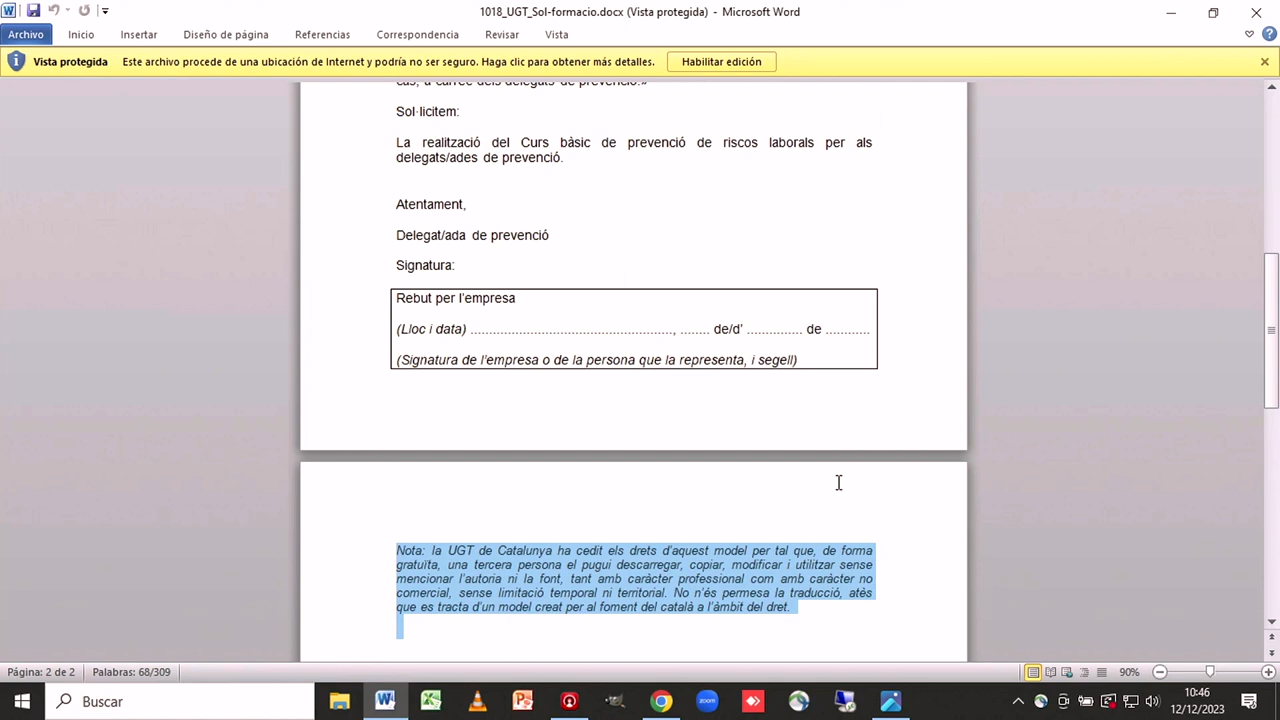 1018_UGT_Sol-formacio.docx (Vista protegida) - Microsoft Word
Archivo Inicio Insertar Diseño de página Referencias Correspondencia Revisar Vista
Vista protegida Este archivo procede de una ubicación de Internet y podría no ser seguro. Haga clic para obtener más detalles. Habilitar edición
cas, a càrrec dels delegats de prevenció.»
Sol·licitem:
La realització del Curs bàsic de prevenció de riscos laborals per als
delegats/ades de prevenció.
Atentament,
Delegat/ada de prevenció
Signatura:
Rebut per l’empresa
(Lloc i data) ......................................................, ........ de/d’ ............... de ............
(Signatura de l’empresa o de la persona que la representa, i segell)
Nota: la UGT de Catalunya ha cedit els drets d’aquest model per tal que, de forma
gratuïta, una tercera persona el pugui descarregar, copiar, modificar i utilitzar sense
mencionar l’autoria ni la font, tant amb caràcter professional com amb caràcter no
comercial, sense limitació temporal ni territorial. No n’és permesa la traducció, atès
que es tracta d’un model creat per al foment del català a l’àmbit del dret.
Página: 2 de 2 Palabras: 68/309 90%
Buscar zoom 10:46
12/12/2023